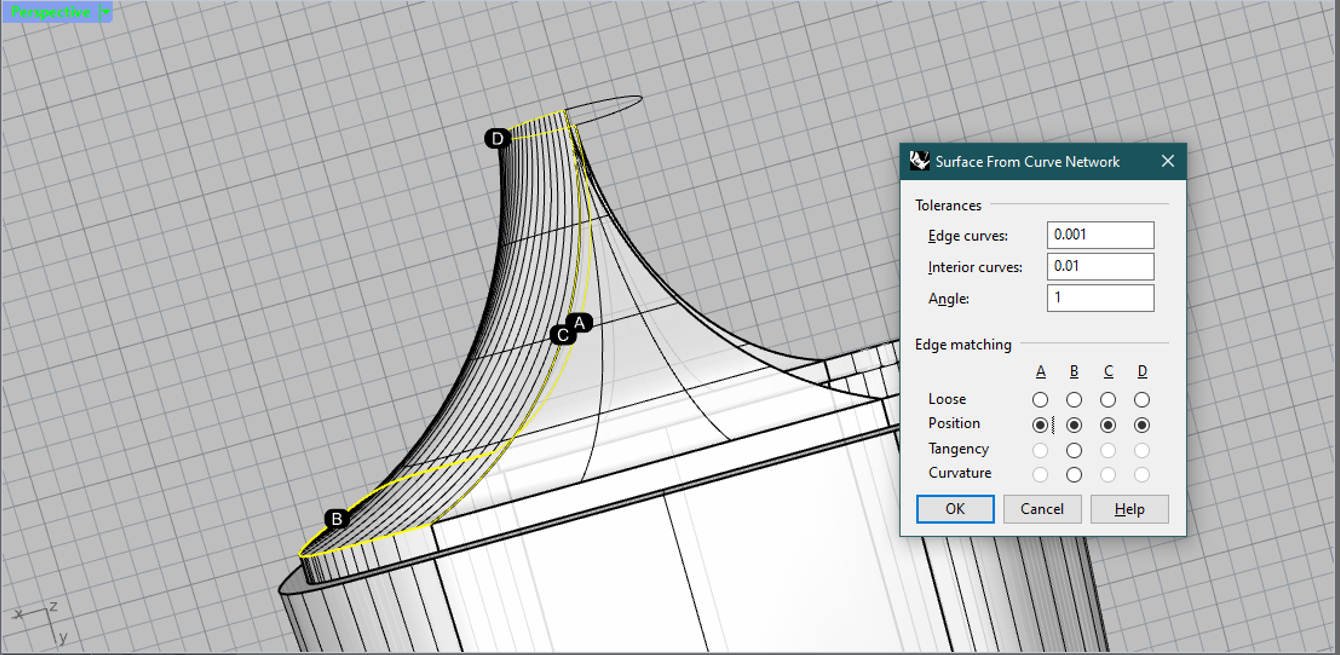 Perspective
D
A
C
B
x
z
y
Surface From Curve Network
Tolerances
Edge curves: 0.001
Interior curves: 0.01
Angle: 1
Edge matching
A B C D
Loose
Position
Tangency
Curvature
OK Cancel Help